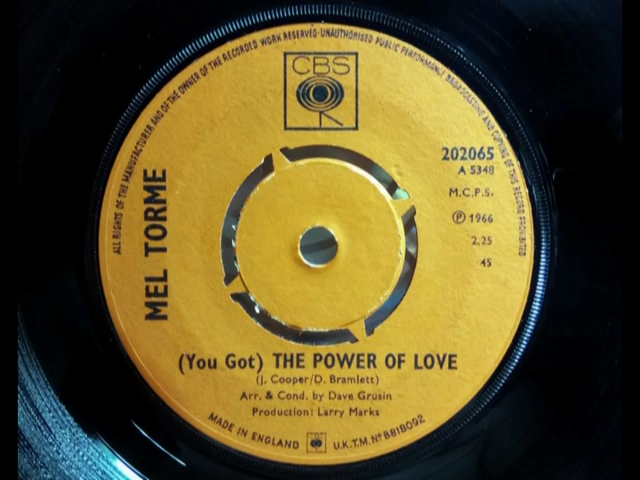 ALL RIGHTS OF THE MANUFACTURER AND OF THE OWNER OF THE RECORDED WORK RESERVED·UNAUTHORISED PUBLIC PERFORMANCE BROADCASTING AND COPYING OF THIS RECORD PROHIBITED
CBS
202065
A 5348
M.C.P.S.
Ⓟ 1966
2.25
45
MEL TORME
(You Got) THE POWER OF LOVE
(J. Cooper/D. Bramlett)
Arr. & Cond. by Dave Grusin
Production: Larry Marks
MADE IN ENGLAND U.K.T.M. Nº B818092